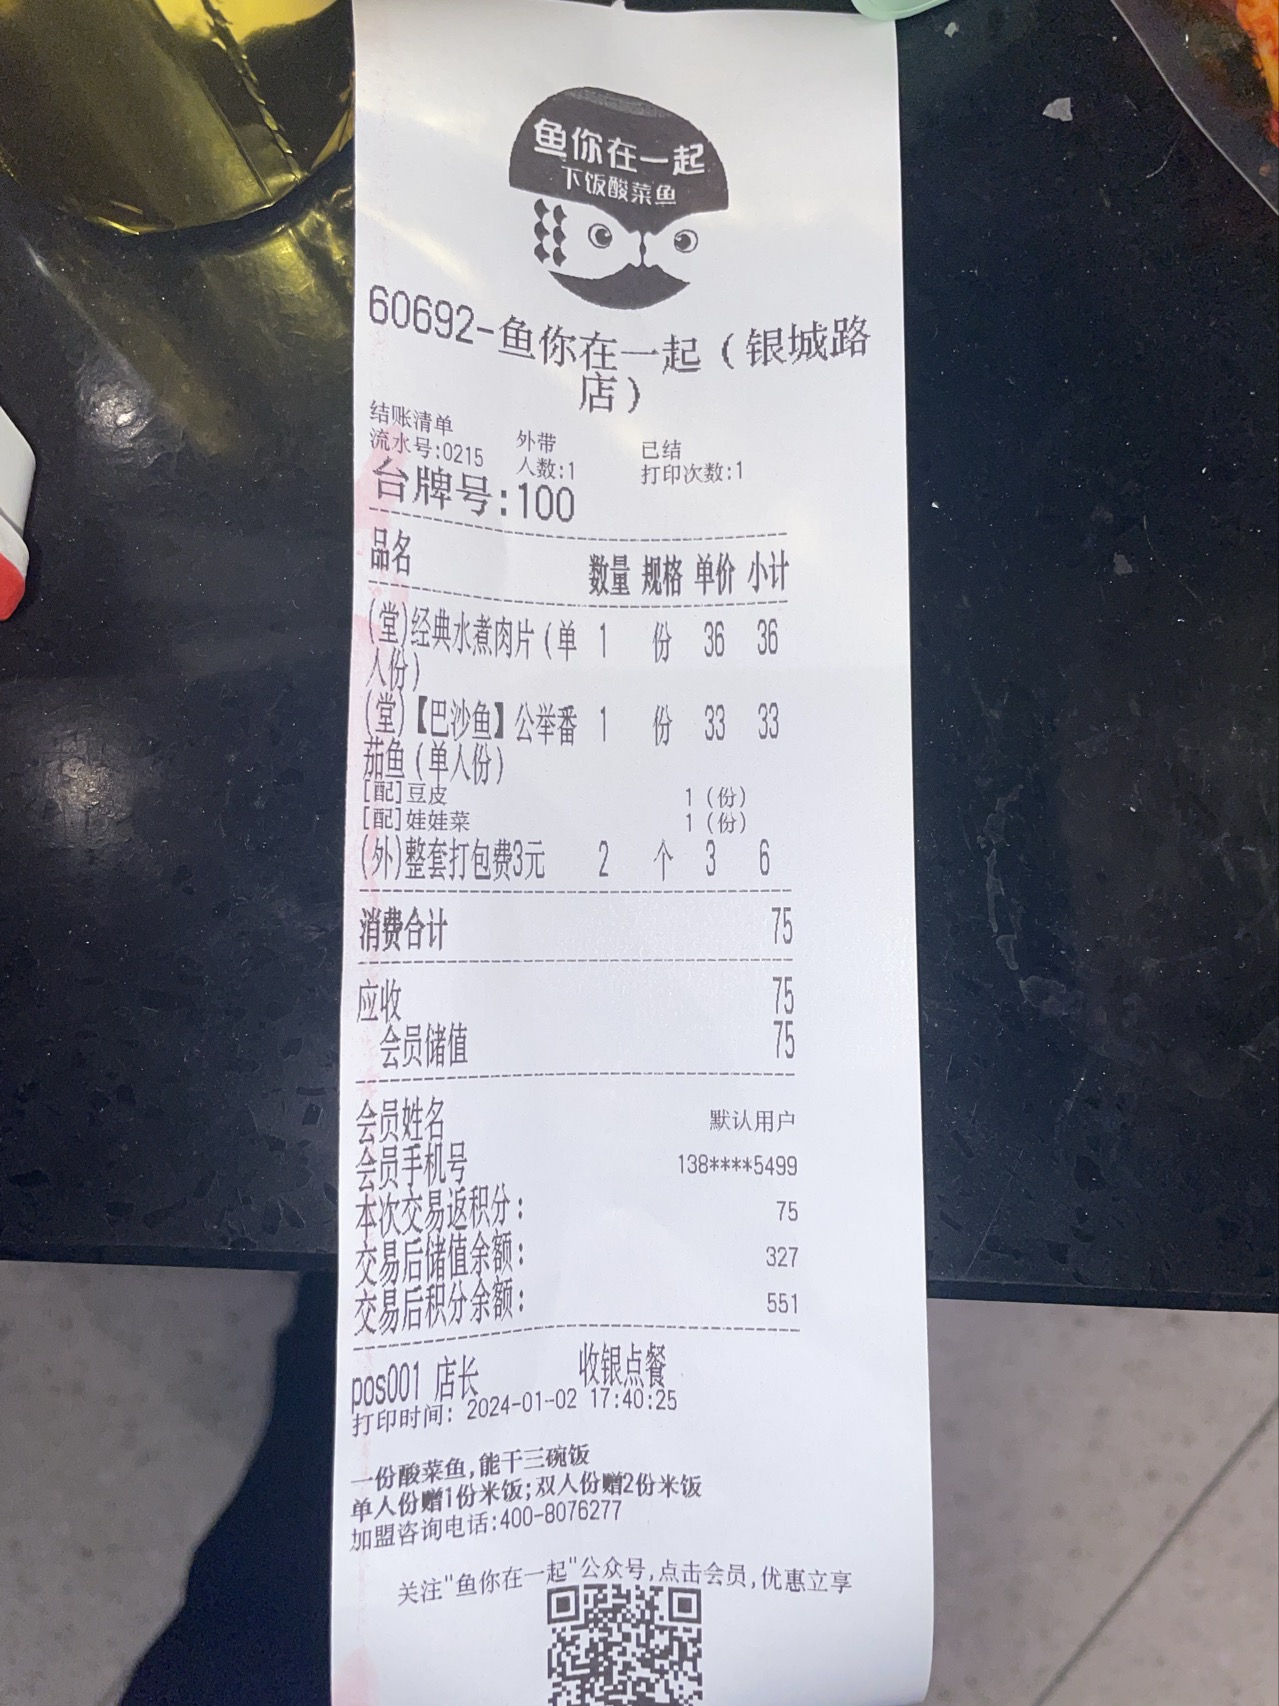 鱼你在一起
下饭酸菜鱼
60692-鱼你在一起（银城路
店）
结账清单
流水号:0215 外带 已结
人数:1 打印次数:1
台牌号:100
品名 数量 规格 单价 小计
(堂)经典水煮肉片(单 1 份 36 36
人份)
(堂)【巴沙鱼】公举番 1 份 33 33
茄鱼(单人份)
[配]豆皮 1（份）
[配]娃娃菜 1（份）
(外)整套打包费3元 2 个 3 6
消费合计 75
应收 75
会员储值 75
会员姓名 默认用户
会员手机号 138****5499
本次交易返积分: 75
交易后储值余额: 327
交易后积分余额: 551
pos001 店长 收银点餐
打印时间: 2024-01-02 17:40:25
一份酸菜鱼,能干三碗饭
单人份赠1份米饭;双人份赠2份米饭
加盟咨询电话:400-8076277
关注"鱼你在一起"公众号,点击会员,优惠立享